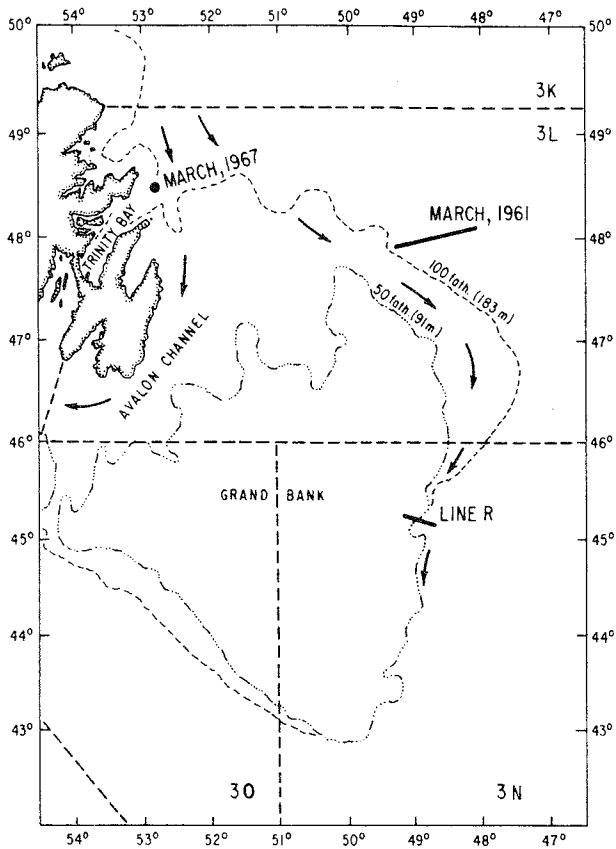 54° 53° 52° 51° 50° 49° 48° 47°
50° 50°
3K
49° 49°
3L
MARCH, 1967
MARCH, 1961
TRINITY BAY
48° 48°
100 fath. (183 m)
50 fath. (91m)
47° 47°
AVALON CHANNEL
46° 46°
GRAND BANK
LINE R
45° 45°
44° 44°
43° 43°
3O 3N
54° 53° 52° 51° 50° 49° 48° 47°